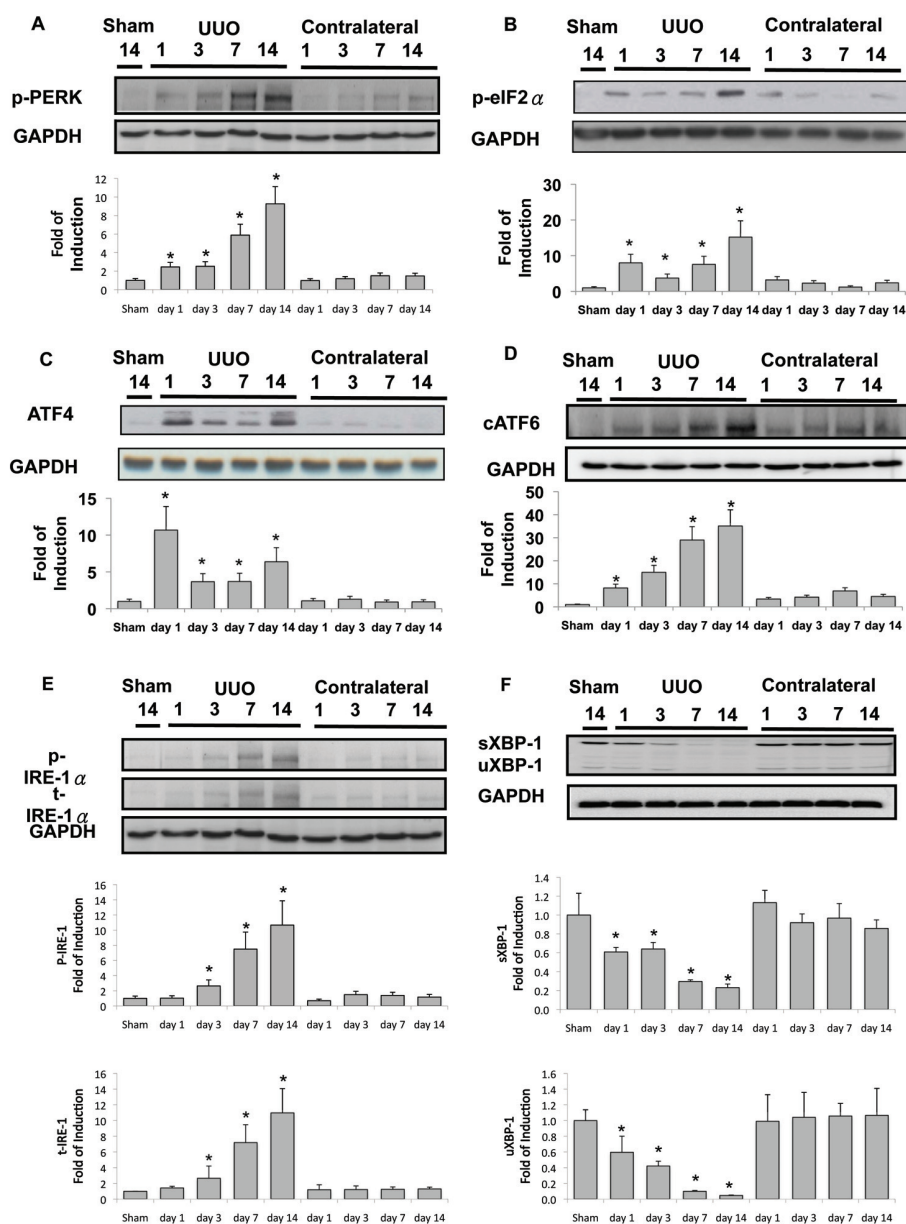 A
Sham UUO Contralateral
14 1 3 7 14 1 3 7 14
p-PERK
GAPDH
Fold of
Induction
12
10
8
6
4
2
0
* * * *
Sham day 1 day 3 day 7 day 14 day 1 day 3 day 7 day 14
B
Sham UUO Contralateral
14 1 3 7 14 1 3 7 14
p-eIF2α
GAPDH
Fold of
Imduction
30
20
10
0
* * * *
Sham day 1 day 3 day 7 day 14 day 1 day 3 day 7 day 14
C
Sham UUO Contralateral
14 1 3 7 14 1 3 7 14
ATF4
GAPDH
Fold of
Induction
15
10
5
0
* * * *
Sham day 1 day 3 day 7 day 14 day 1 day 3 day 7 day 14
D
Sham UUO Contralateral
14 1 3 7 14 1 3 7 14
cATF6
GAPDH
Fold of
Induction
50
40
30
20
10
0
* * * *
Sham day 1 day 3 day 7 day 14 day 1 day 3 day 7 day 14
E
Sham UUO Contralateral
14 1 3 7 14 1 3 7 14
p-
IRE-1α
t-
IRE-1α
GAPDH
P-IRE-1
Fold of Induction
16
14
12
10
8
6
4
2
0
* * *
Sham day 1 day 3 day 7 day 14 day 1 day 3 day 7 day 14
t-IRE-1
Fold of Induction
16
14
12
10
8
6
4
2
0
* * *
Sham day 1 day 3 day 7 day 14 day 1 day 3 day 7 day 14
F
Sham UUO Contralateral
14 1 3 7 14 1 3 7 14
sXBP-1
uXBP-1
GAPDH
sXBP-1
Fold of Induction
1.4
1.2
1.0
0.8
0.6
0.4
0.2
0.0
* * * *
Sham day 1 day 3 day 7 day 14 day 1 day 3 day 7 day 14
uXBP-1
Fold of Induction
1.6
1.4
1.2
1.0
0.8
0.6
0.4
0.2
0.0
* * * *
Sham day 1 day 3 day 7 day 14 day 1 day 3 day 7 day 14